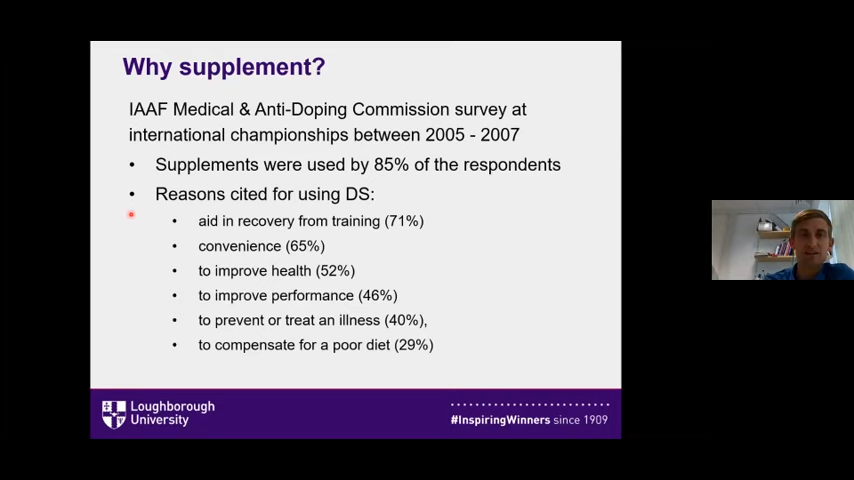 Why supplement?
IAAF Medical & Anti-Doping Commission survey at
international championships between 2005 - 2007
• Supplements were used by 85% of the respondents
• Reasons cited for using DS:
• aid in recovery from training (71%)
• convenience (65%)
• to improve health (52%)
• to improve performance (46%)
• to prevent or treat an illness (40%),
• to compensate for a poor diet (29%)
Loughborough
University
#InspiringWinners since 1909